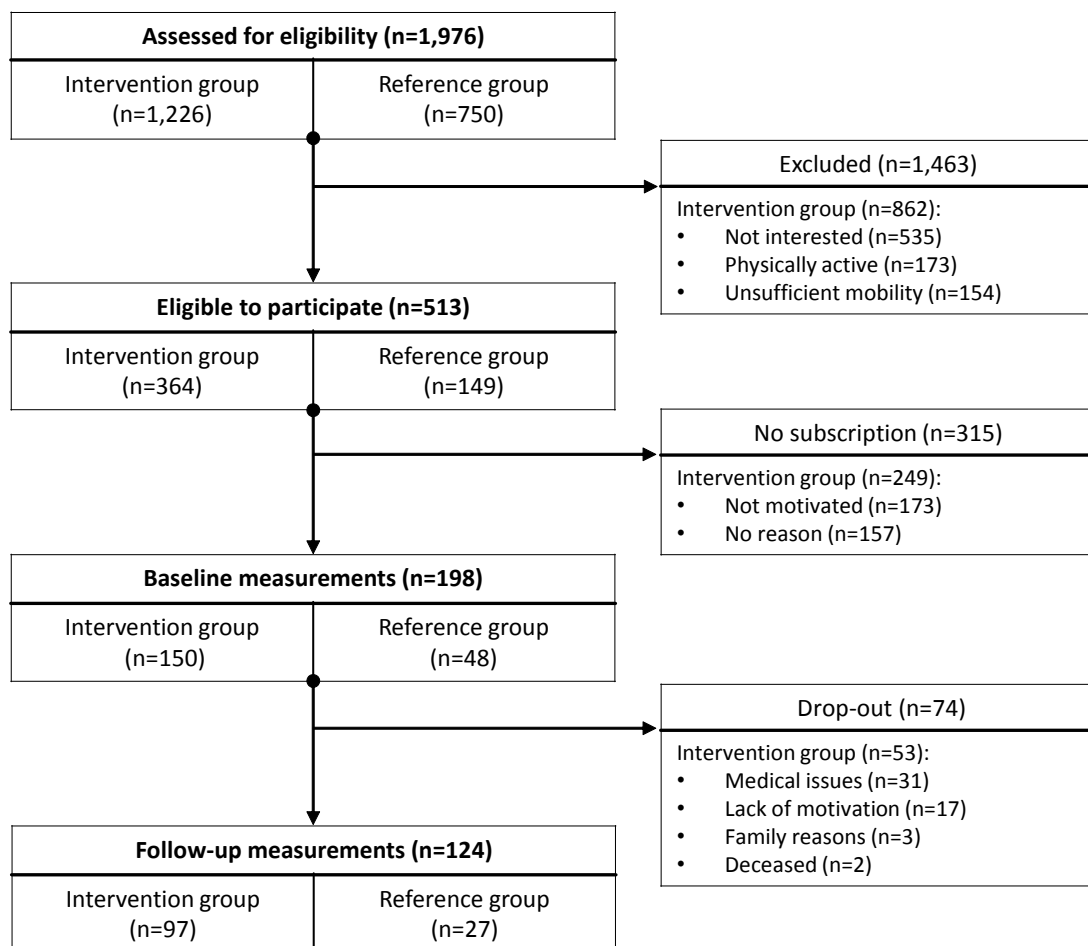 Assessed for eligibility (n=1,976)
Intervention group
(n=1,226)
Reference group
(n=750)
Excluded (n=1,463)
Intervention group (n=862):
• Not interested (n=535)
• Physically active (n=173)
• Unsufficient mobility (n=154)
Eligible to participate (n=513)
Intervention group
(n=364)
Reference group
(n=149)
No subscription (n=315)
Intervention group (n=249):
• Not motivated (n=173)
• No reason (n=157)
Baseline measurements (n=198)
Intervention group
(n=150)
Reference group
(n=48)
Drop-out (n=74)
Intervention group (n=53):
• Medical issues (n=31)
• Lack of motivation (n=17)
• Family reasons (n=3)
• Deceased (n=2)
Follow-up measurements (n=124)
Intervention group
(n=97)
Reference group
(n=27)